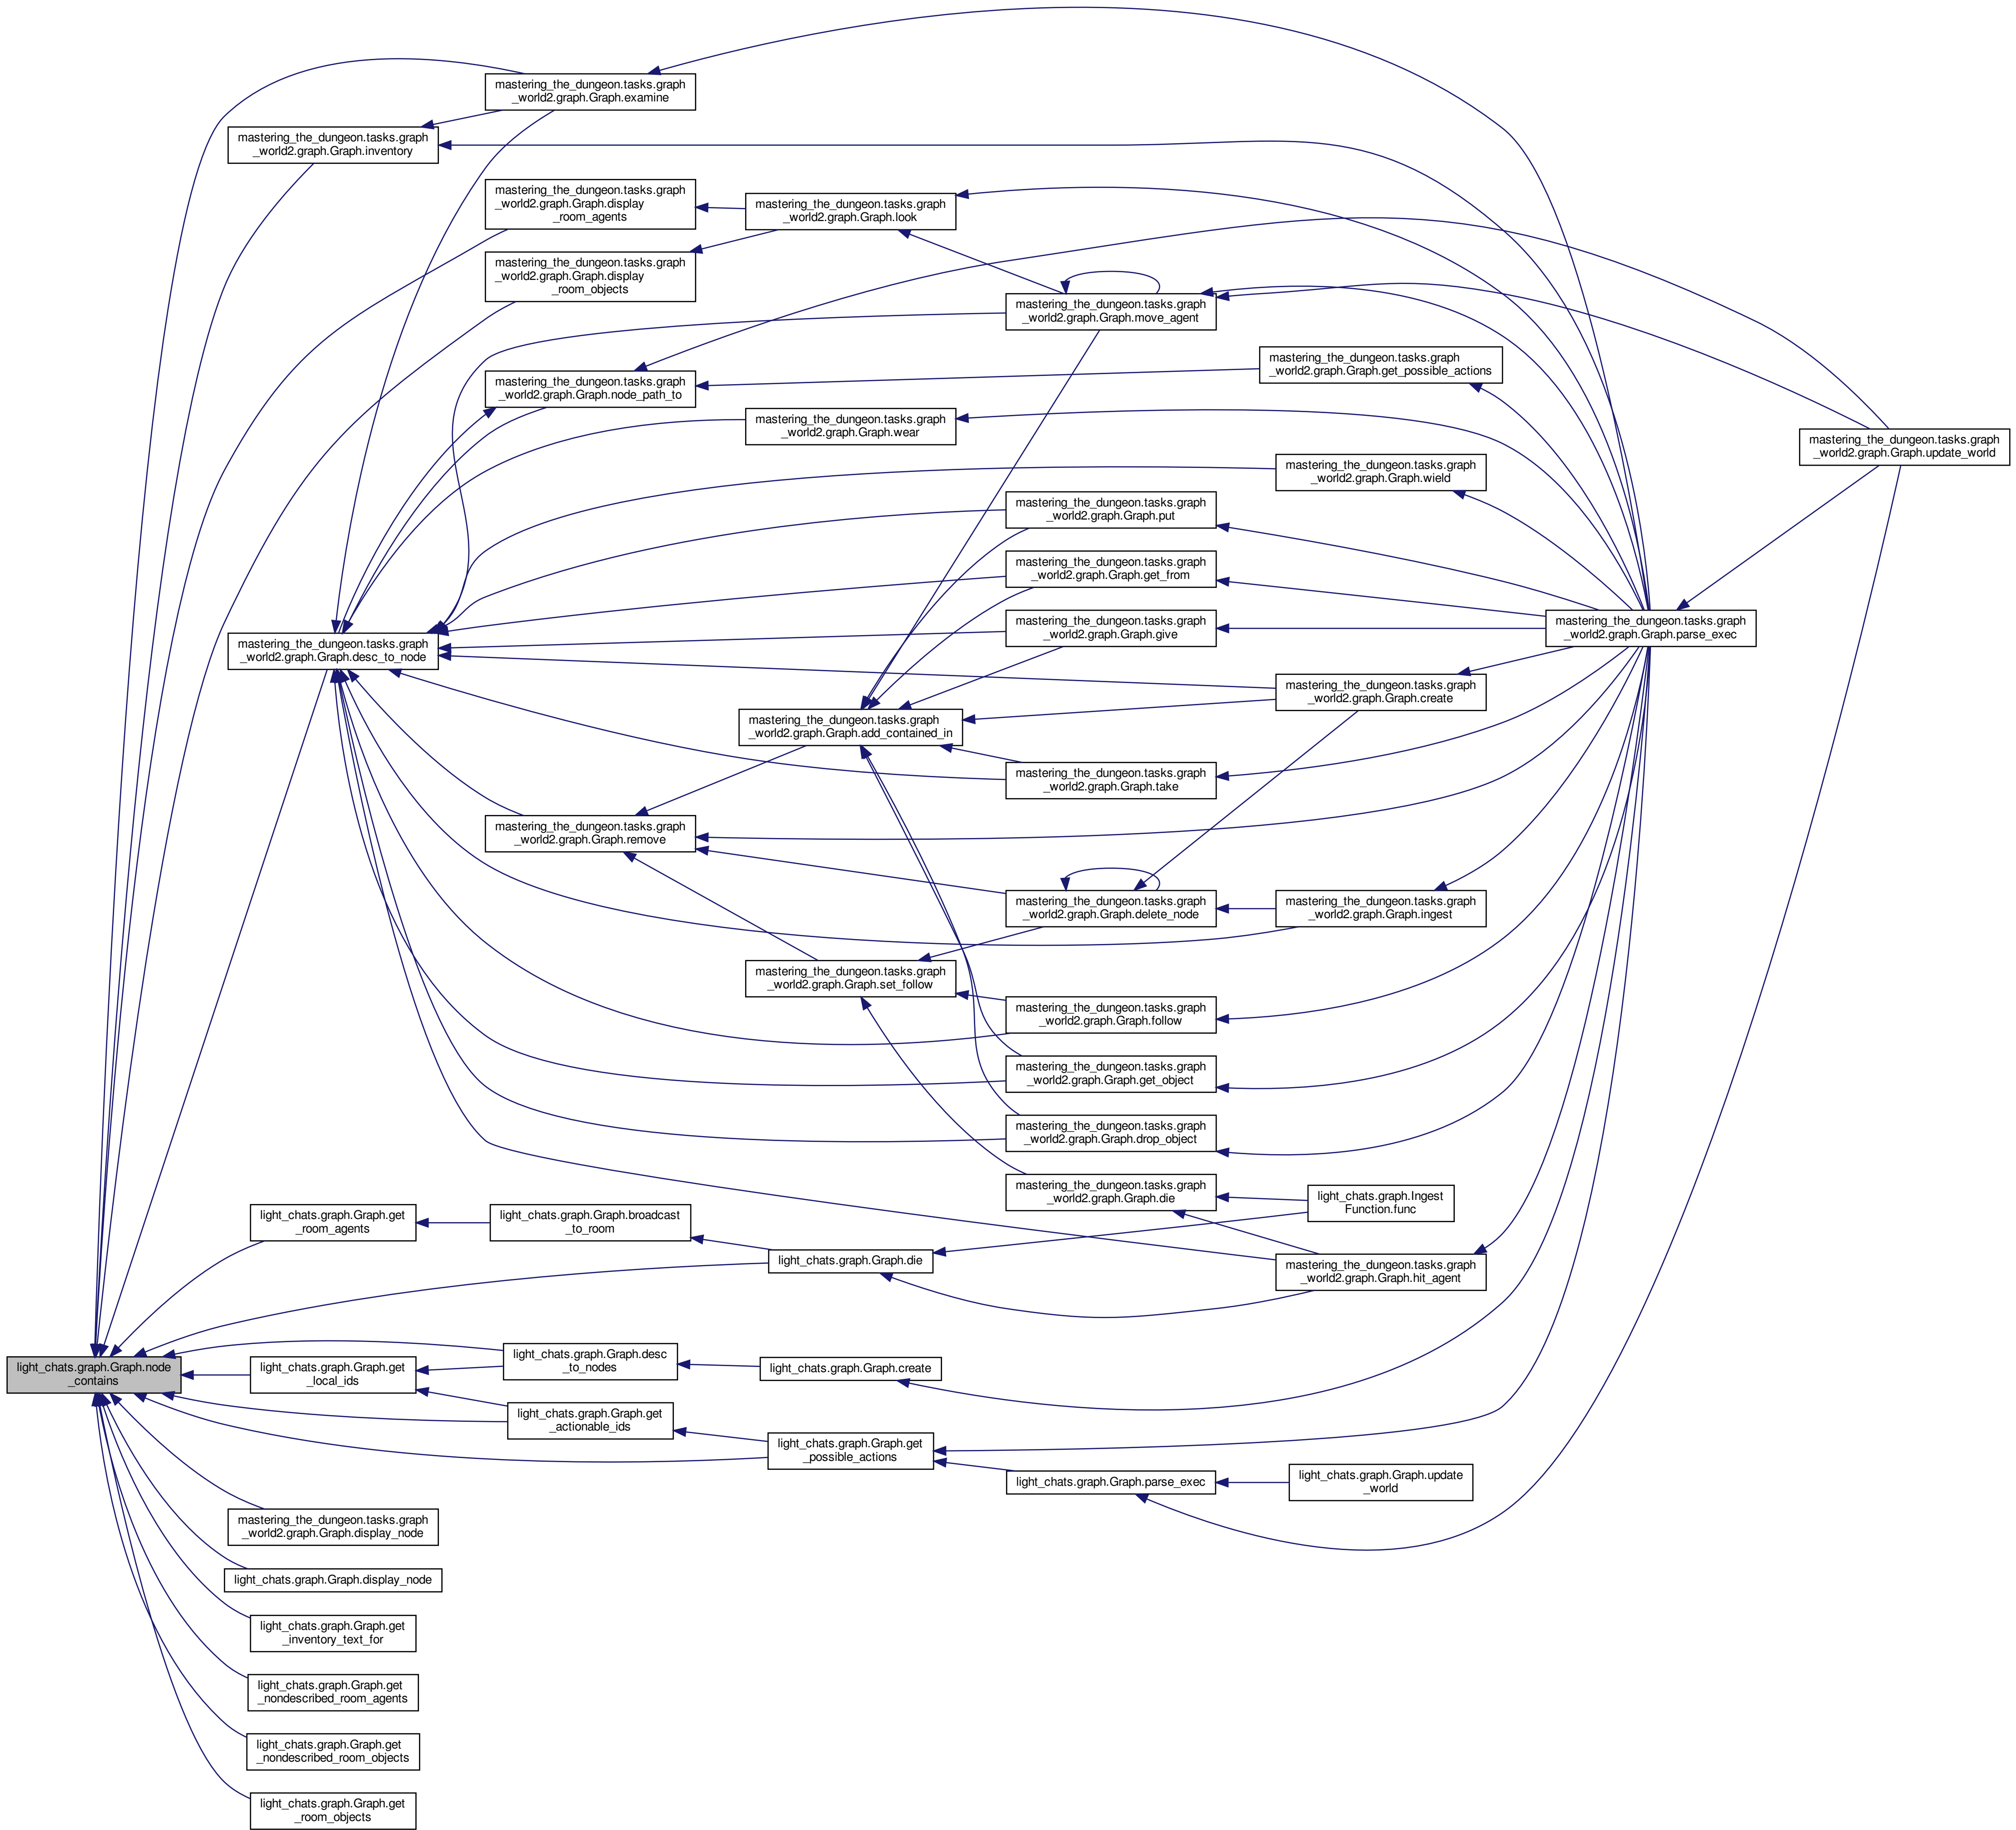 mastering_the_dungeon.tasks.graph
_world2.graph.Graph.examine
mastering_the_dungeon.tasks.graph
_world2.graph.Graph.inventory
mastering_the_dungeon.tasks.graph
_world2.graph.Graph.display
_room_agents
mastering_the_dungeon.tasks.graph
_world2.graph.Graph.look
mastering_the_dungeon.tasks.graph
_world2.graph.Graph.display
_room_objects
mastering_the_dungeon.tasks.graph
_world2.graph.Graph.move_agent
mastering_the_dungeon.tasks.graph
_world2.graph.Graph.get_possible_actions
mastering_the_dungeon.tasks.graph
_world2.graph.Graph.node_path_to
mastering_the_dungeon.tasks.graph
_world2.graph.Graph.wear
mastering_the_dungeon.tasks.graph
_world2.graph.Graph.update_world
mastering_the_dungeon.tasks.graph
_world2.graph.Graph.wield
mastering_the_dungeon.tasks.graph
_world2.graph.Graph.put
mastering_the_dungeon.tasks.graph
_world2.graph.Graph.get_from
mastering_the_dungeon.tasks.graph
_world2.graph.Graph.give
mastering_the_dungeon.tasks.graph
_world2.graph.Graph.parse_exec
mastering_the_dungeon.tasks.graph
_world2.graph.Graph.desc_to_node
mastering_the_dungeon.tasks.graph
_world2.graph.Graph.create
mastering_the_dungeon.tasks.graph
_world2.graph.Graph.add_contained_in
mastering_the_dungeon.tasks.graph
_world2.graph.Graph.take
mastering_the_dungeon.tasks.graph
_world2.graph.Graph.remove
mastering_the_dungeon.tasks.graph
_world2.graph.Graph.delete_node
mastering_the_dungeon.tasks.graph
_world2.graph.Graph.ingest
mastering_the_dungeon.tasks.graph
_world2.graph.Graph.set_follow
mastering_the_dungeon.tasks.graph
_world2.graph.Graph.follow
mastering_the_dungeon.tasks.graph
_world2.graph.Graph.get_object
mastering_the_dungeon.tasks.graph
_world2.graph.Graph.drop_object
mastering_the_dungeon.tasks.graph
_world2.graph.Graph.die
light_chats.graph.Ingest
Function.func
light_chats.graph.Graph.get
_room_agents
light_chats.graph.Graph.broadcast
_to_room
light_chats.graph.Graph.die
mastering_the_dungeon.tasks.graph
_world2.graph.Graph.hit_agent
light_chats.graph.Graph.node
_contains
light_chats.graph.Graph.get
_local_ids
light_chats.graph.Graph.desc
_to_nodes
light_chats.graph.Graph.create
light_chats.graph.Graph.get
_actionable_ids
light_chats.graph.Graph.get
_possible_actions
light_chats.graph.Graph.parse_exec
light_chats.graph.Graph.update
_world
mastering_the_dungeon.tasks.graph
_world2.graph.Graph.display_node
light_chats.graph.Graph.display_node
light_chats.graph.Graph.get
_inventory_text_for
light_chats.graph.Graph.get
_nondescribed_room_agents
light_chats.graph.Graph.get
_nondescribed_room_objects
light_chats.graph.Graph.get
_room_objects